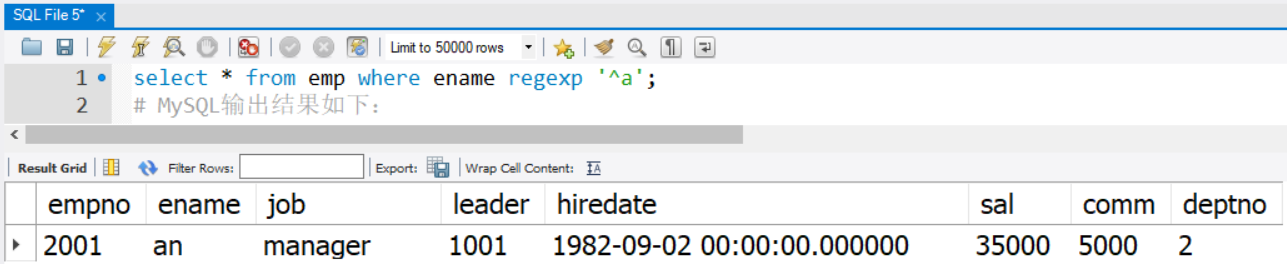 SQL File 5*
Limit to 50000 rows
1 select * from emp where ename regexp '^a';
2 # MySQL输出结果如下：
Result Grid Filter Rows: Export: Wrap Cell Content:
empno ename job leader hiredate sal comm deptno
2001 an manager 1001 1982-09-02 00:00:00.000000 35000 5000 2